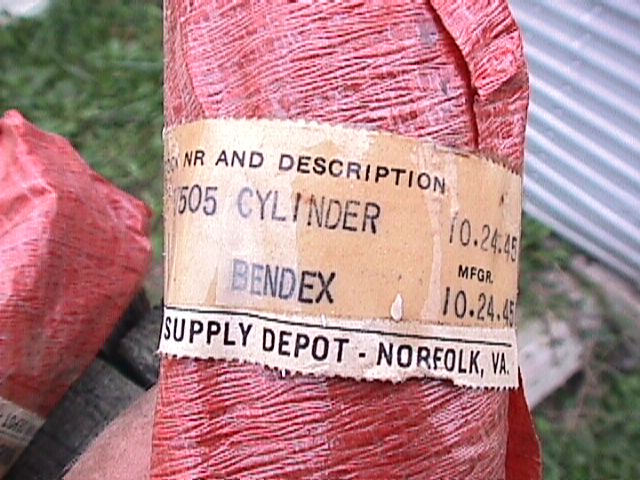 NR AND DESCRIPTION
505 CYLINDER 10.24.45
MFGR.
BENDEX 10.24.45
SUPPLY DEPOT - NORFOLK, VA.